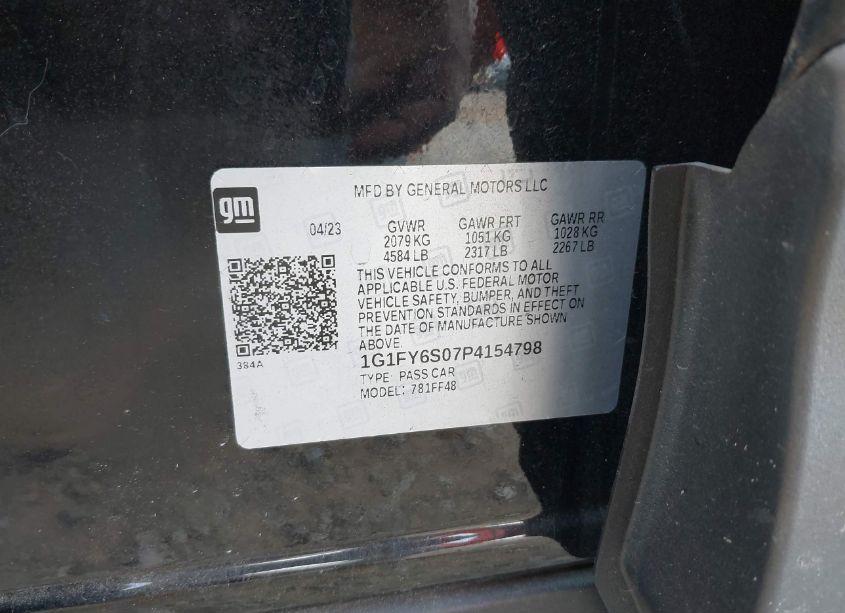 gm
MFD BY GENERAL MOTORS LLC
04/23
GVWR GAWR FRT GAWR RR
2079 KG 1051 KG 1028 KG
4584 LB 2317 LB 2267 LB
THIS VEHICLE CONFORMS TO ALL
APPLICABLE U.S. FEDERAL MOTOR
VEHICLE SAFETY, BUMPER, AND THEFT
PREVENTION STANDARDS IN EFFECT ON
THE DATE OF MANUFACTURE SHOWN
ABOVE.
1G1FY6S07P4154798
384A
TYPE: PASS CAR
MODEL: 781FF48